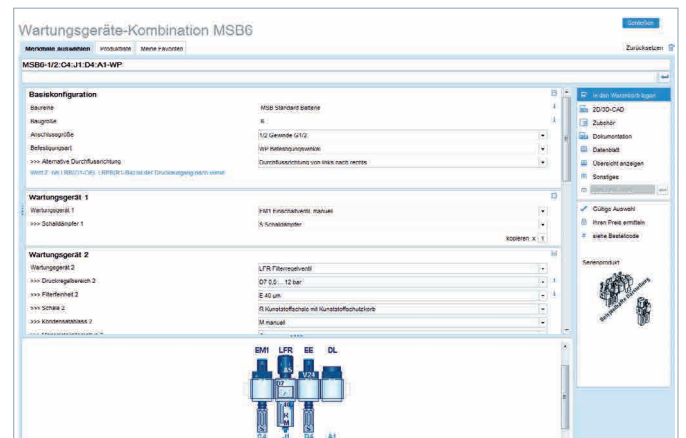 Wartungsgeräte-Kombination MSB6
Schließen
Merkmale auswählen Produktliste Meine Favoriten
Zurücksetzen
MSB6-1/2:C4:J1:D4:A1-WP
Basiskonfiguration
Baureihe MSB Standard Batterie
Baugröße 6
Anschlussgröße 1/2 Gewinde G1/2
Befestigungsart WP Befestigungswinkel
>>> Alternative Durchflussrichtung Durchflussrichtung von links nach rechts
Wartungsgerät 1
Wartungsgerät 1 EM1 Einschaltventil, manuell
>>> Schalldämpfer 1 S Schalldämpfer
kopieren x 1
Wartungsgerät 2
Wartungsgerät 2 LFR Filterregelventil
>>> Druckregelbereich 2 D7 0,5 ... 12 bar
>>> Filterfeinheit 2 E 40 µm
>>> Schale 2 R Kunststoffschale mit Kunststoffschutzkorb
>>> Kondensatablass 2 M manuell
In den Warenkorb legen
2D/3D-CAD
Zubehör
Dokumentation
Datenblatt
Übersicht anzeigen
Sonstiges
Gültige Auswahl
Ihren Preis ermitteln
siehe Bestellcode
Serienprodukt
Beispielhafte Darstellung
EM1 LFR EE DL
A5
D7 V24
S R M S
C4 J1 D4 A1